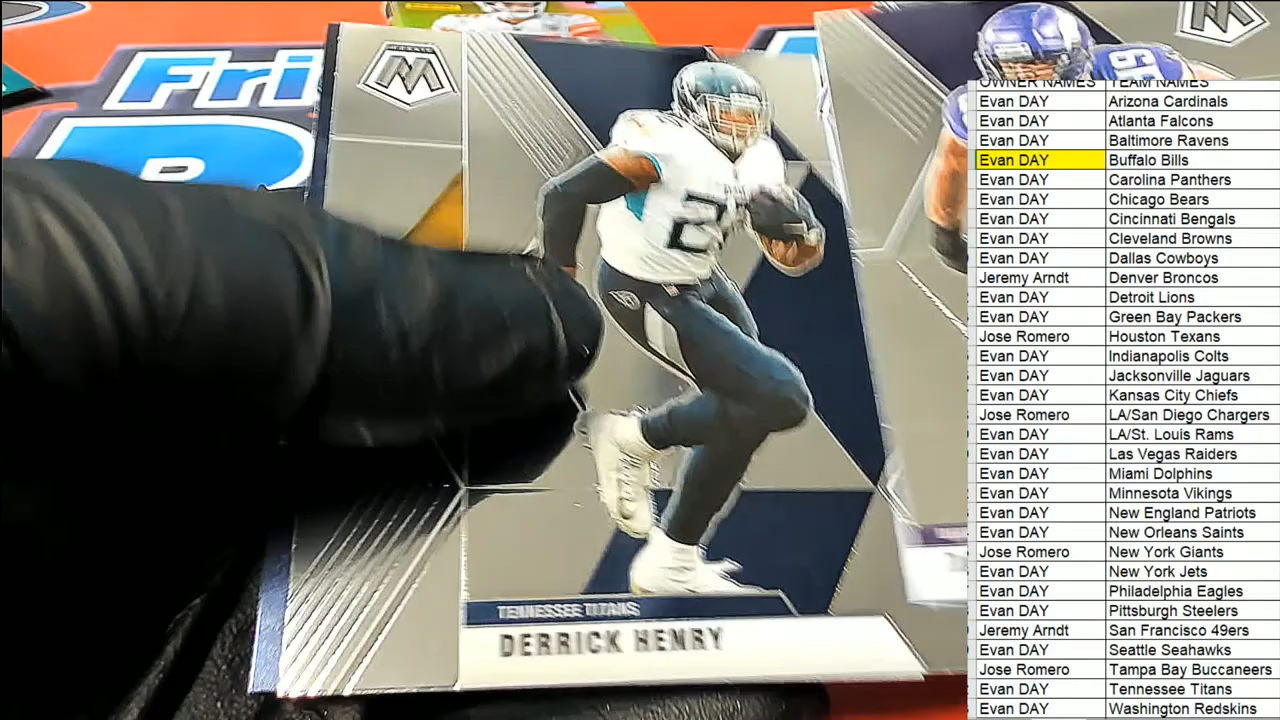 Fri
MOSAIC
M
2
TENNESSEE TITANS
DERRICK HENRY
OWNER NAMES TEAM NAMES
Evan DAY Arizona Cardinals
Evan DAY Atlanta Falcons
Evan DAY Baltimore Ravens
Evan DAY Buffalo Bills
Evan DAY Carolina Panthers
Evan DAY Chicago Bears
Evan DAY Cincinnati Bengals
Evan DAY Cleveland Browns
Evan DAY Dallas Cowboys
Jeremy Arndt Denver Broncos
Evan DAY Detroit Lions
Evan DAY Green Bay Packers
Jose Romero Houston Texans
Evan DAY Indianapolis Colts
Evan DAY Jacksonville Jaguars
Evan DAY Kansas City Chiefs
Jose Romero LA/San Diego Chargers
Evan DAY LA/St. Louis Rams
Evan DAY Las Vegas Raiders
Evan DAY Miami Dolphins
Evan DAY Minnesota Vikings
Evan DAY New England Patriots
Evan DAY New Orleans Saints
Jose Romero New York Giants
Evan DAY New York Jets
Evan DAY Philadelphia Eagles
Evan DAY Pittsburgh Steelers
Jeremy Arndt San Francisco 49ers
Evan DAY Seattle Seahawks
Jose Romero Tampa Bay Buccaneers
Evan DAY Tennessee Titans
Evan DAY Washington Redskins